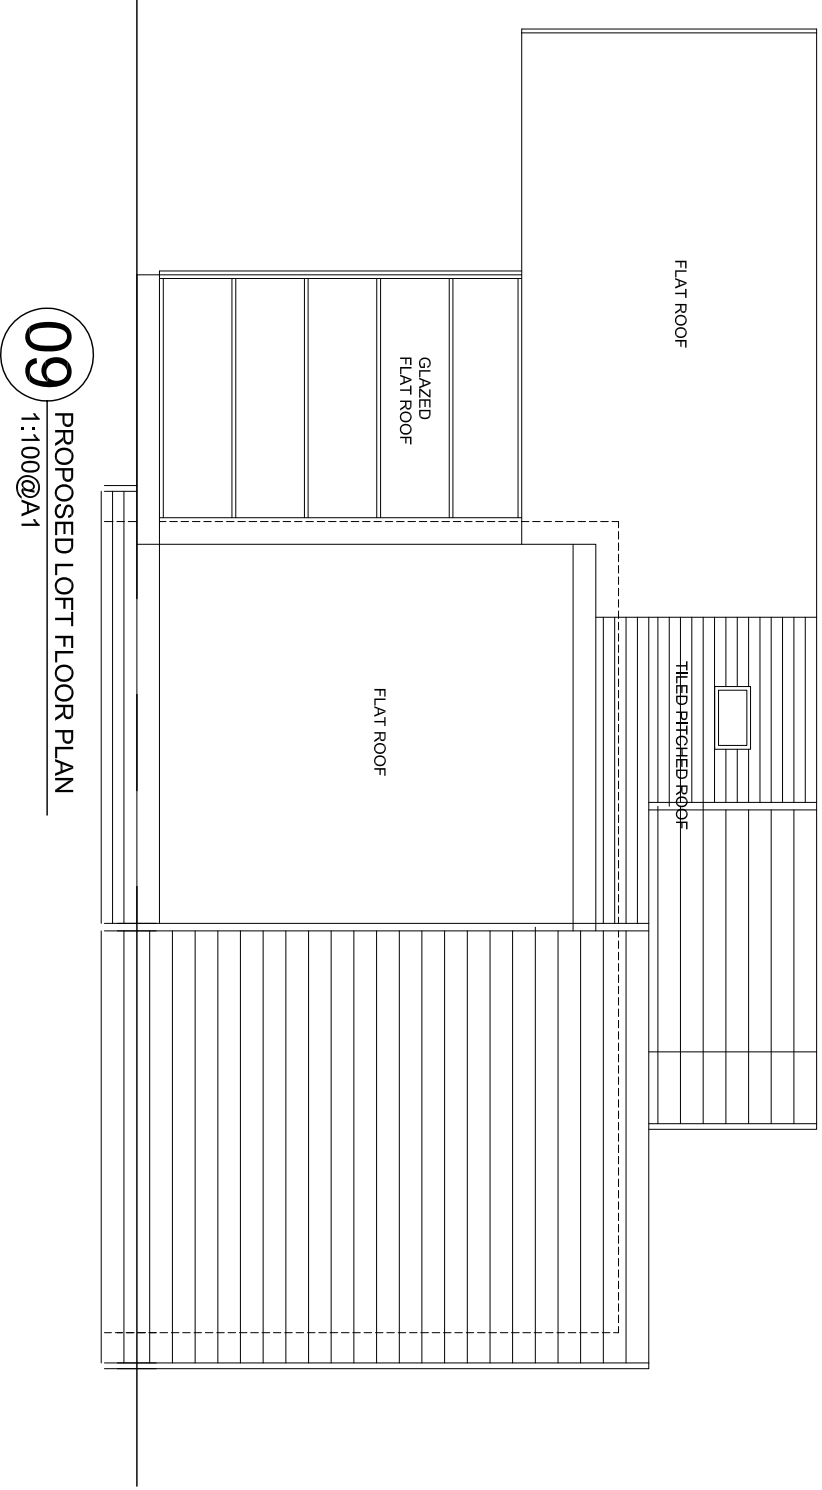 FLAT ROOF
GLAZED
FLAT ROOF
TILED PITCHED ROOF
FLAT ROOF
09
PROPOSED LOFT FLOOR PLAN
1:100@A1